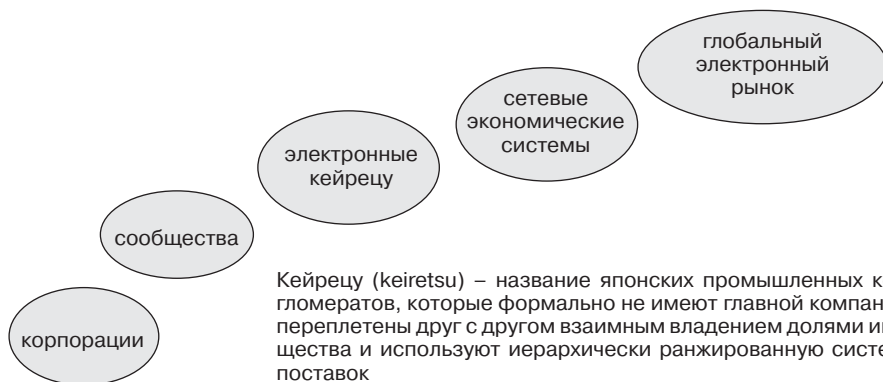 глобальный
электронный
рынок
сетевые
экономические
системы
электронные
кейрецу
сообщества
корпорации
Кейрецу (keiretsu) – название японских промышленных к
гломератов, которые формально не имеют главной компан
переплетены друг с другом взаимным владением долями и
щества и используют иерархически ранжированную систе
поставок